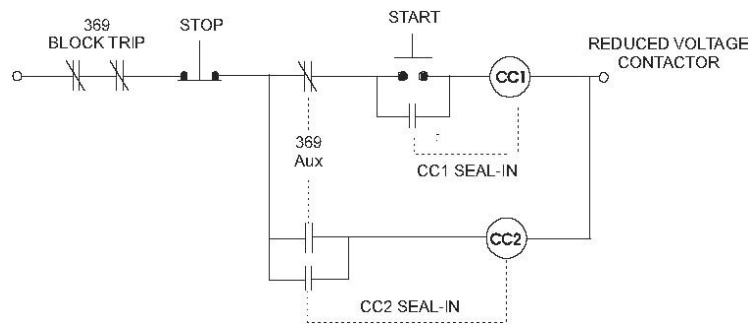 369
BLOCK TRIP
STOP
START
REDUCED VOLTAGE
CONTACTOR
CC1
369
Aux
CC1 SEAL-IN
CC2
CC2 SEAL-IN